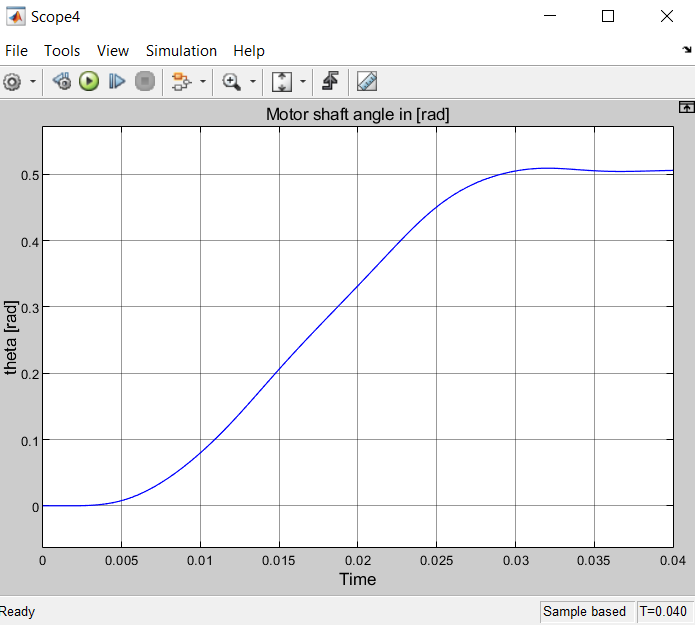 Scope4
File Tools View Simulation Help
Motor shaft angle in [rad]
theta [rad]
0.5
0.4
0.3
0.2
0.1
0
0 0.005 0.01 0.015 0.02 0.025 0.03 0.035 0.04
Time
Ready Sample based T=0.040